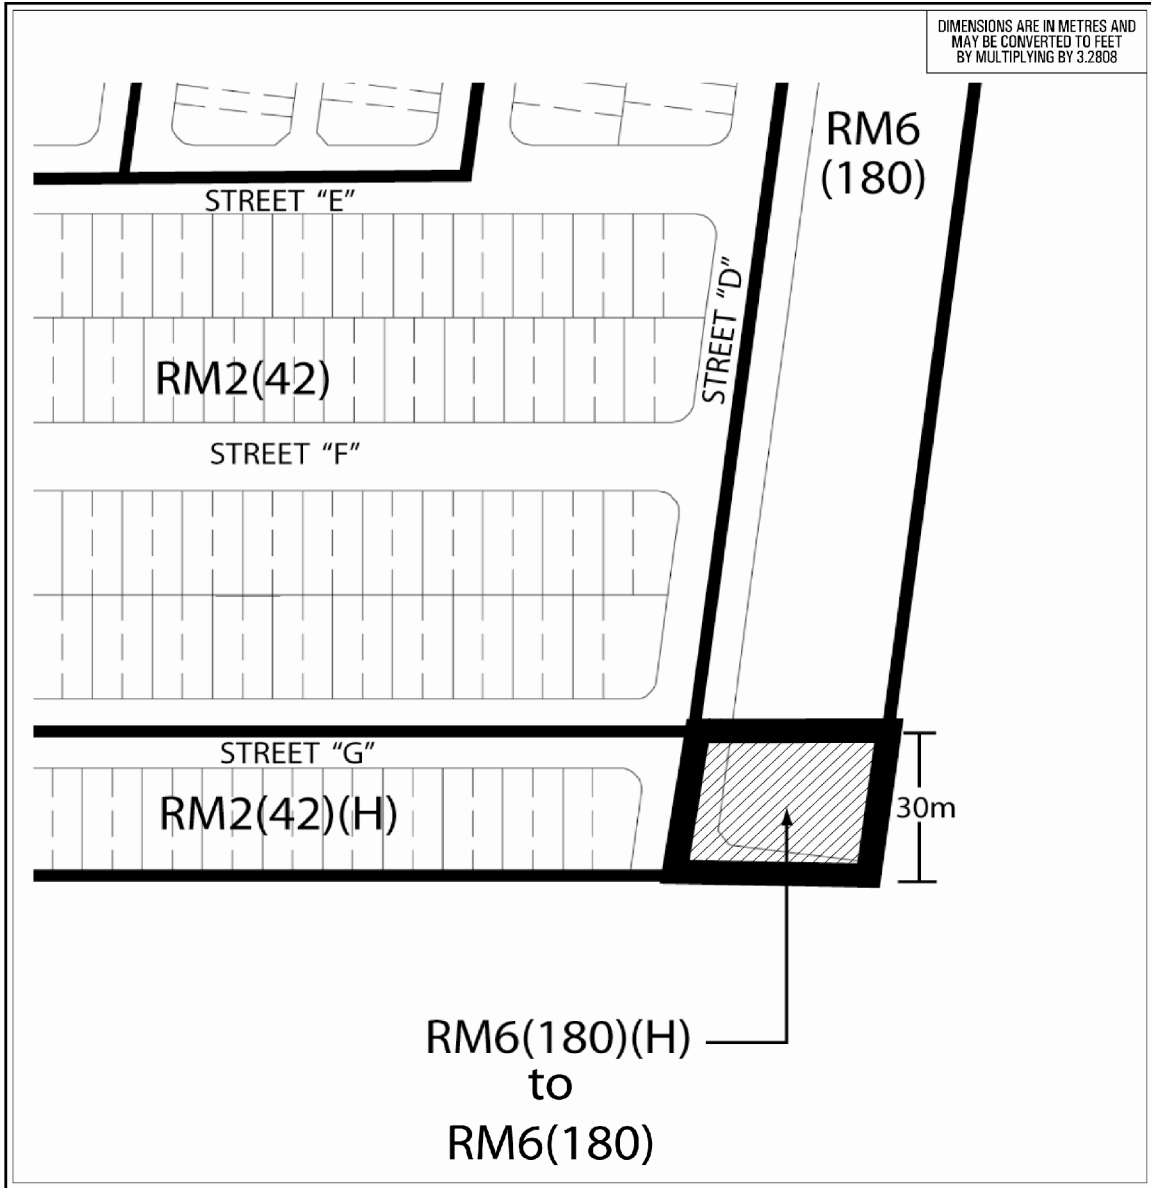 DIMENSIONS ARE IN METRES AND
MAY BE CONVERTED TO FEET
BY MULTIPLYING BY 3.2808
RM6
(180)
STREET "E"
STREET "D"
RM2(42)
STREET "F"
STREET "G"
RM2(42)(H)
30m
RM6(180)(H)
to
RM6(180)